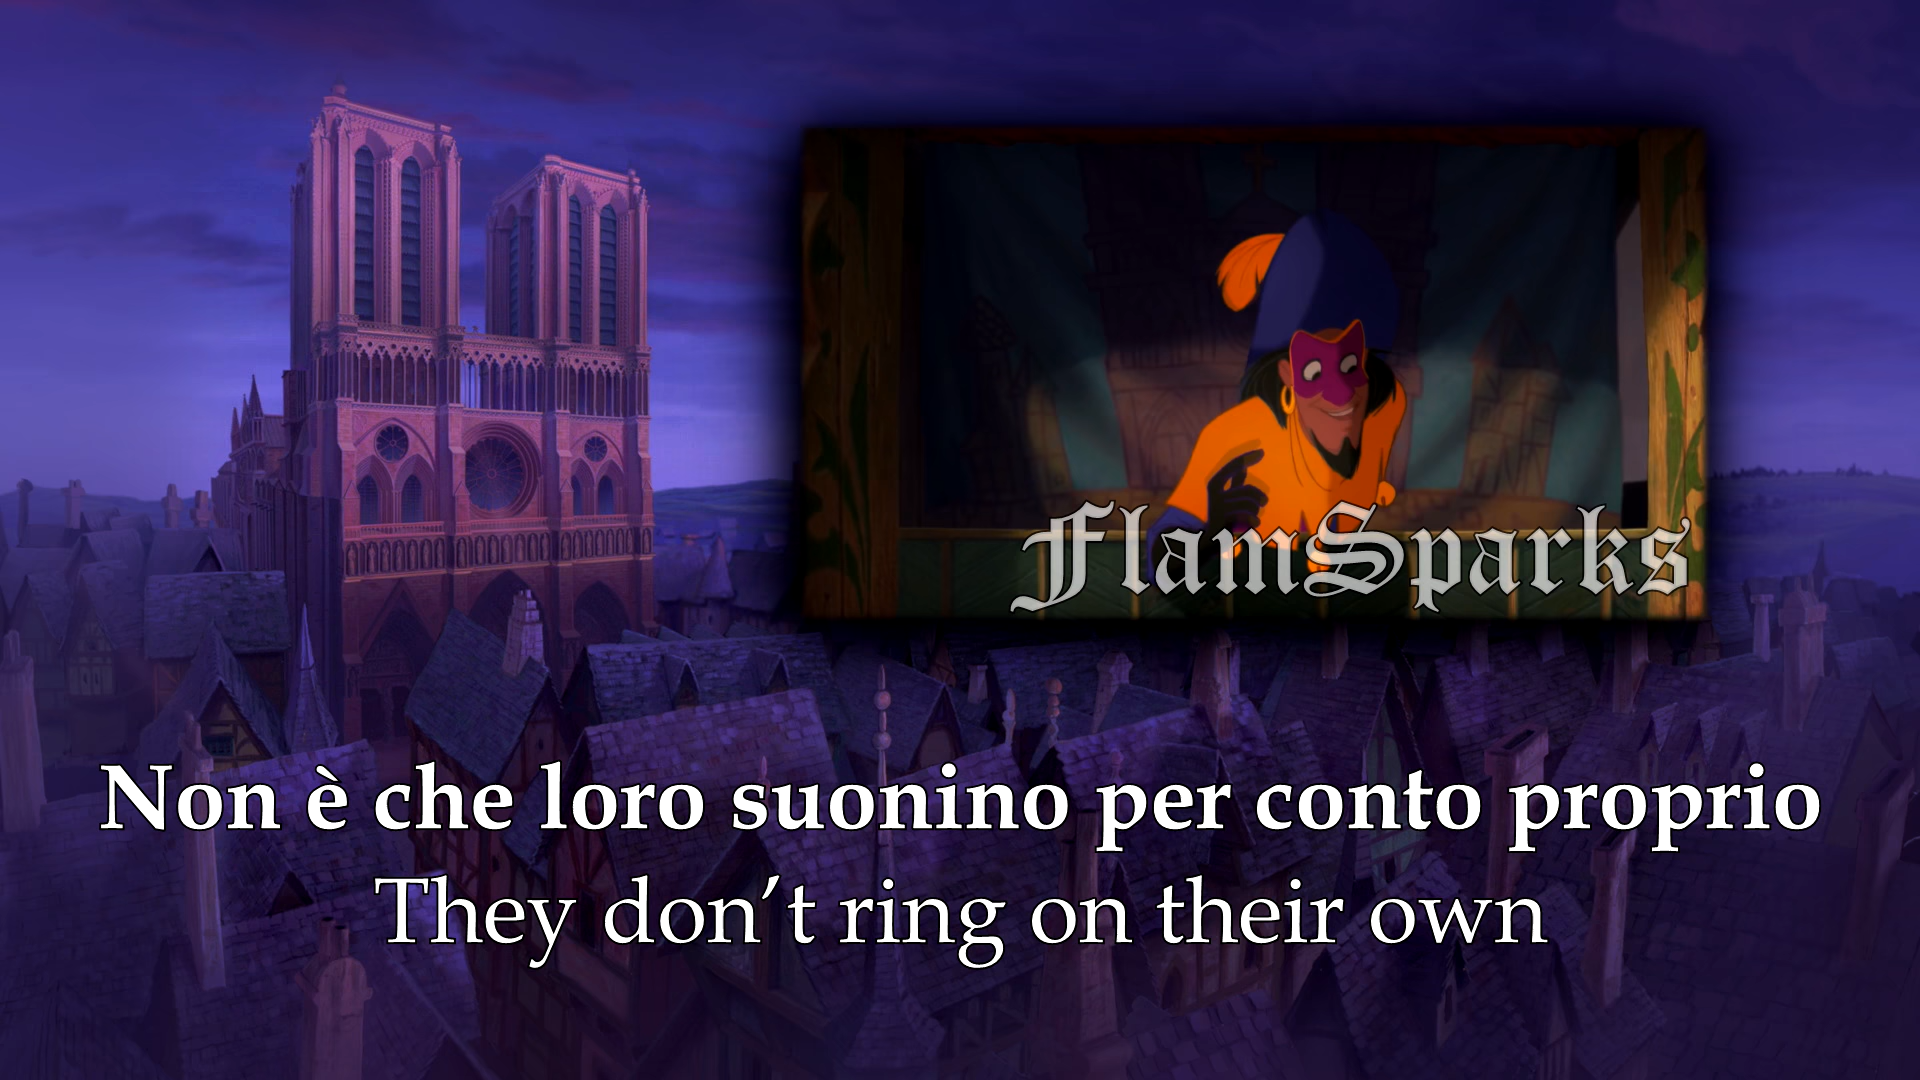 FlamSparks
Non è che loro suonino per conto proprio
They don't ring on their own